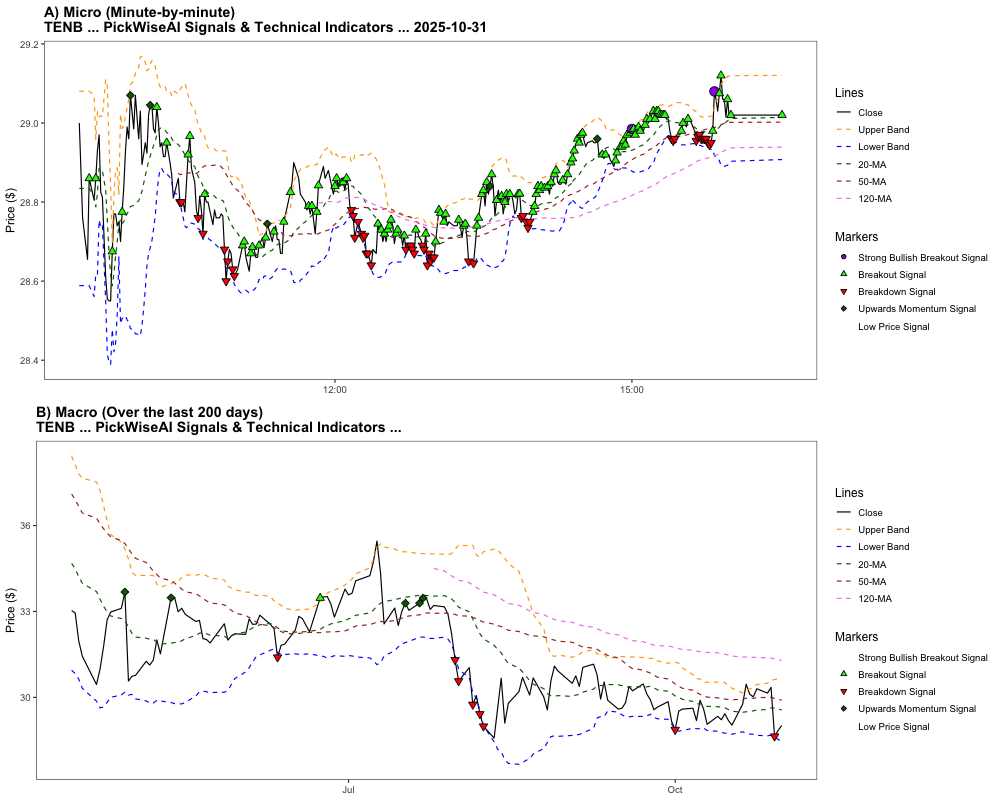 A) Micro (Minute-by-minute)
TENB ... PickWiseAI Signals & Technical Indicators ... 2025-10-31
29.2
29.0
28.8
28.6
28.4
Price ($)
12:00
15:00
Lines
Close
Upper Band
Lower Band
20-MA
50-MA
120-MA
Markers
Strong Bullish Breakout Signal
Breakout Signal
Breakdown Signal
Upwards Momentum Signal
Low Price Signal
B) Macro (Over the last 200 days)
TENB ... PickWiseAI Signals & Technical Indicators ...
36
33
30
Price ($)
Jul
Oct
Lines
Close
Upper Band
Lower Band
20-MA
50-MA
120-MA
Markers
Strong Bullish Breakout Signal
Breakout Signal
Breakdown Signal
Upwards Momentum Signal
Low Price Signal